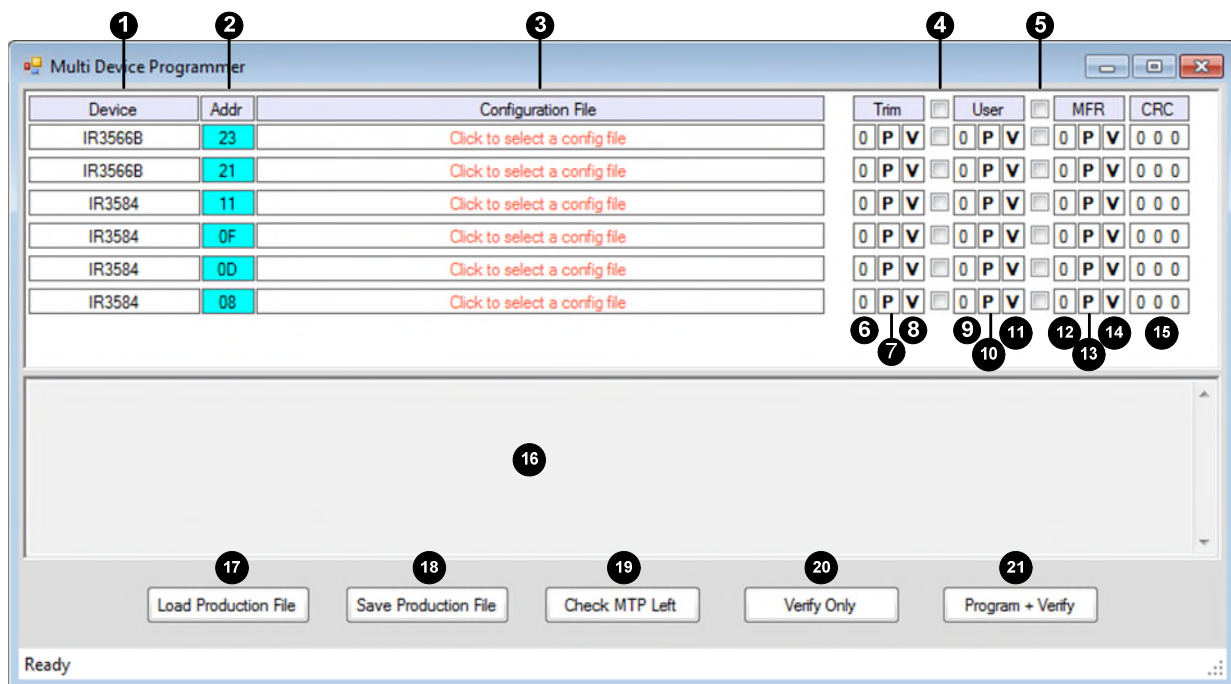 1 2 3 4 5
Multi Device Programmer
Device Addr Configuration File Trim User MFR CRC
IR3566B 23 Click to select a config file 0 P V 0 P V 0 P V 0 0 0
IR3566B 21 Click to select a config file 0 P V 0 P V 0 P V 0 0 0
IR3584 11 Click to select a config file 0 P V 0 P V 0 P V 0 0 0
IR3584 0F Click to select a config file 0 P V 0 P V 0 P V 0 0 0
IR3584 0D Click to select a config file 0 P V 0 P V 0 P V 0 0 0
IR3584 08 Click to select a config file 0 P V 0 P V 0 P V 0 0 0
6 7 8 9 10 11 12 13 14 15
16
17 18 19 20 21
Load Production File Save Production File Check MTP Left Verify Only Program + Verify
Ready